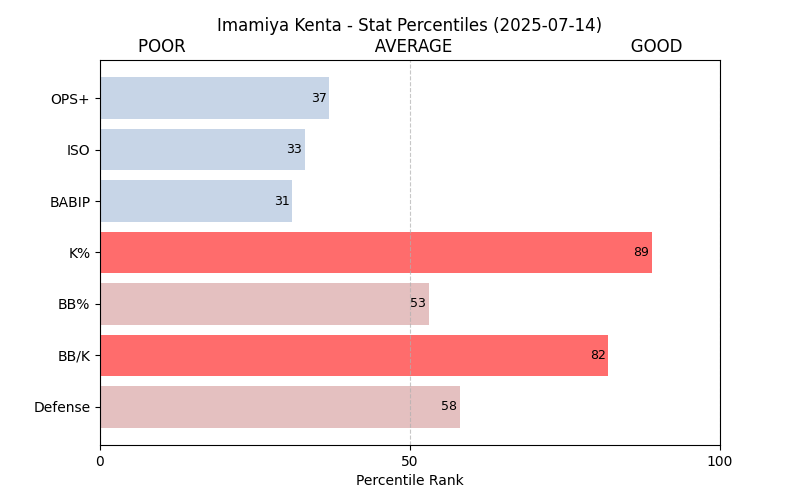 Imamiya Kenta - Stat Percentiles (2025-07-14)
POOR AVERAGE GOOD
OPS+ 37
ISO 33
BABIP 31
K% 89
BB% 53
BB/K 82
Defense 58
0 50 100
Percentile Rank